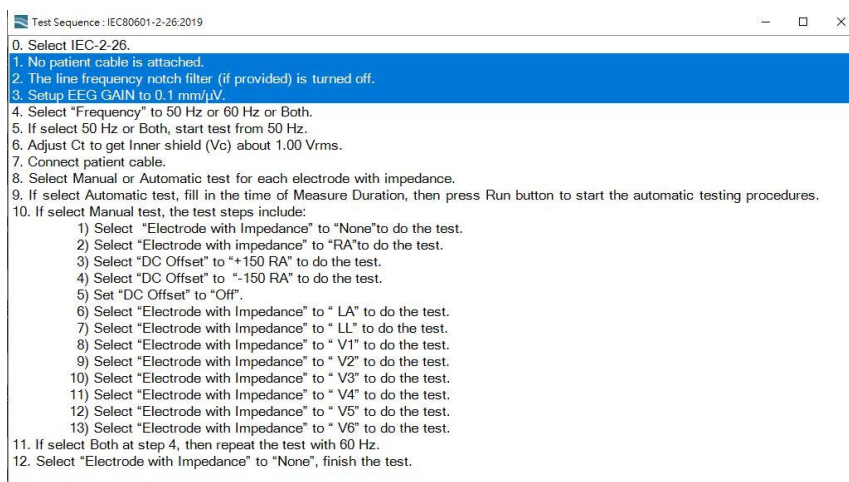 Test Sequence : IEC80601-2-26:2019
0. Select IEC-2-26.
1. No patient cable is attached.
2. The line frequency notch filter (if provided) is turned off.
3. Setup EEG GAIN to 0.1 mm/µV.
4. Select “Frequency” to 50 Hz or 60 Hz or Both.
5. If select 50 Hz or Both, start test from 50 Hz.
6. Adjust Ct to get Inner shield (Vc) about 1.00 Vrms.
7. Connect patient cable.
8. Select Manual or Automatic test for each electrode with impedance.
9. If select Automatic test, fill in the time of Measure Duration, then press Run button to start the automatic testing procedures.
10. If select Manual test, the test steps include:
1) Select “Electrode with Impedance” to “None”to do the test.
2) Select “Electrode with impedance” to “RA”to do the test.
3) Select “DC Offset” to “+150 RA” to do the test.
4) Select “DC Offset” to “-150 RA” to do the test.
5) Set “DC Offset” to “Off”.
6) Select “Electrode with Impedance” to “ LA” to do the test.
7) Select “Electrode with Impedance” to “ LL” to do the test.
8) Select “Electrode with Impedance” to “ V1” to do the test.
9) Select “Electrode with Impedance” to “ V2” to do the test.
10) Select “Electrode with Impedance” to “ V3” to do the test.
11) Select “Electrode with Impedance” to “ V4” to do the test.
12) Select “Electrode with Impedance” to “ V5” to do the test.
13) Select “Electrode with Impedance” to “ V6” to do the test.
11. If select Both at step 4, then repeat the test with 60 Hz.
12. Select “Electrode with Impedance” to “None”, finish the test.